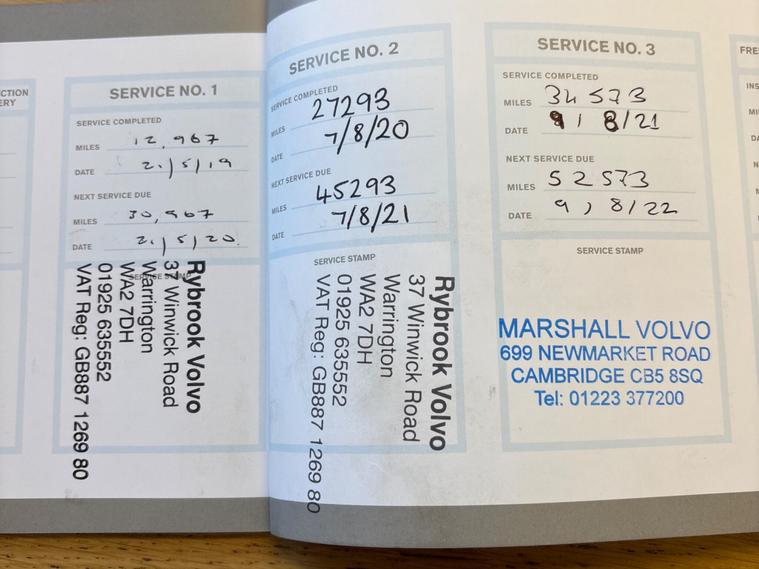 CTION
ERY
SERVICE NO. 1
SERVICE COMPLETED
MILES 12,967
DATE 2./5/19
NEXT SERVICE DUE
MILES 30,967
DATE 2./5/20.
SERVICE STAMP
Rybrook Volvo
37 Winwick Road
Warrington
WA2 7DH
01925 635552
VAT Reg: GB887 1269 80
SERVICE NO. 2
SERVICE COMPLETED
MILES 27293
DATE 7/8/20
NEXT SERVICE DUE
MILES 45293
DATE 7/8/21
SERVICE STAMP
Rybrook Volvo
37 Winwick Road
Warrington
WA2 7DH
01925 635552
VAT Reg: GB887 1269 80
SERVICE NO. 3
SERVICE COMPLETED
MILES 34573
DATE 9/8/21
NEXT SERVICE DUE
MILES 52573
DATE 9/8/22
SERVICE STAMP
MARSHALL VOLVO
699 NEWMARKET ROAD
CAMBRIDGE CB5 8SQ
Tel: 01223 377200
FRE
INS
MI
DA